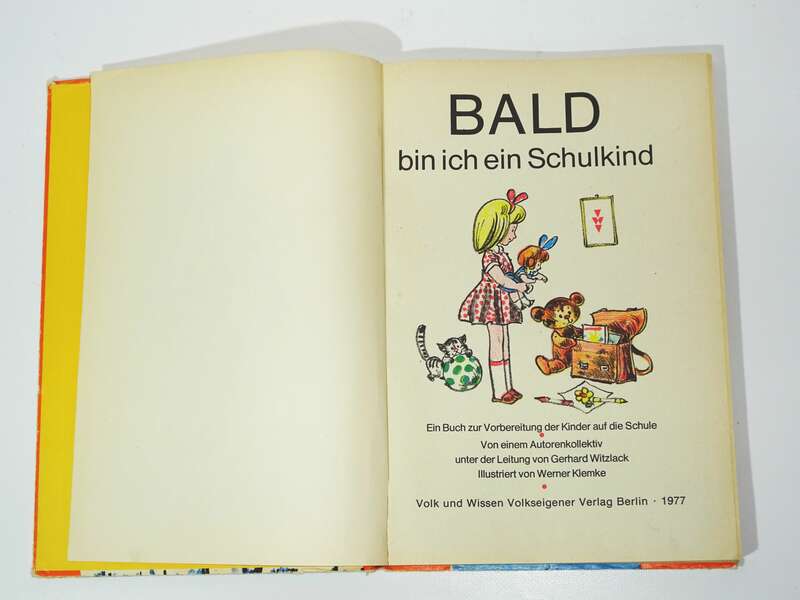 BALD
bin ich ein Schulkind
Ein Buch zur Vorbereitung der Kinder auf die Schule
Von einem Autorenkollektiv
unter der Leitung von Gerhard Witzlack
Illustriert von Werner Klemke
Volk und Wissen Volkseigener Verlag Berlin · 1977